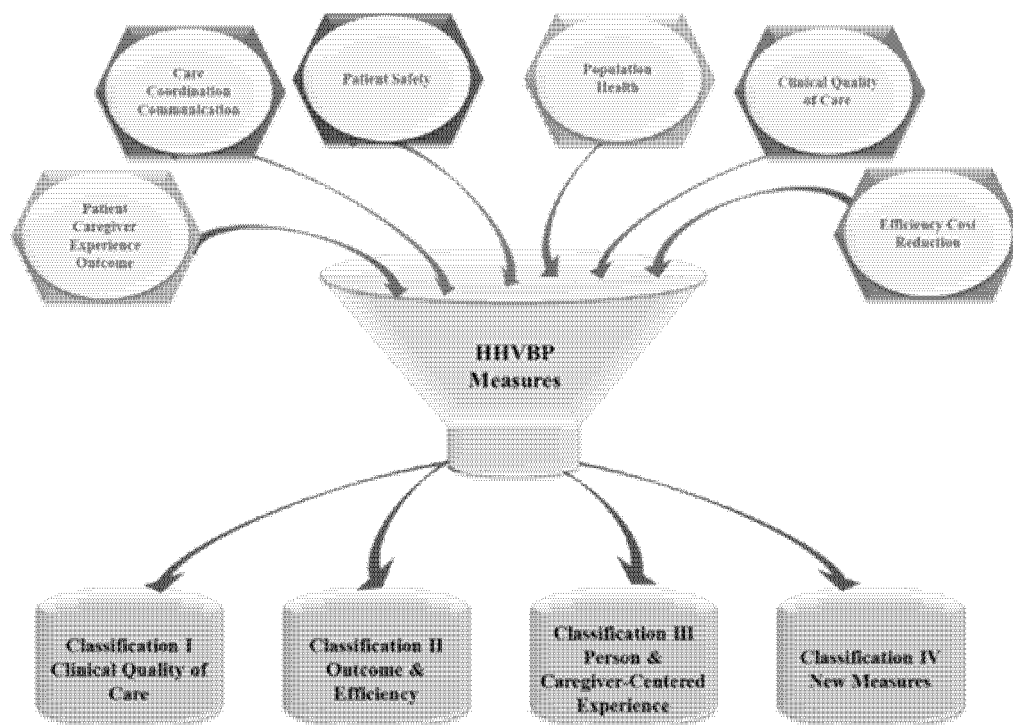 Care
Coordination
Communication
Patient Safety
Population
Health
Clinical Quality
of Care
Patient
Caregiver
Experience
Outcome
Efficiency Cost
Reduction
HHVBP
Measures
Classification I
Clinical Quality of
Care
Classification II
Outcome &
Efficiency
Classification III
Person &
Caregiver-Centered
Experience
Classification IV
New Measures